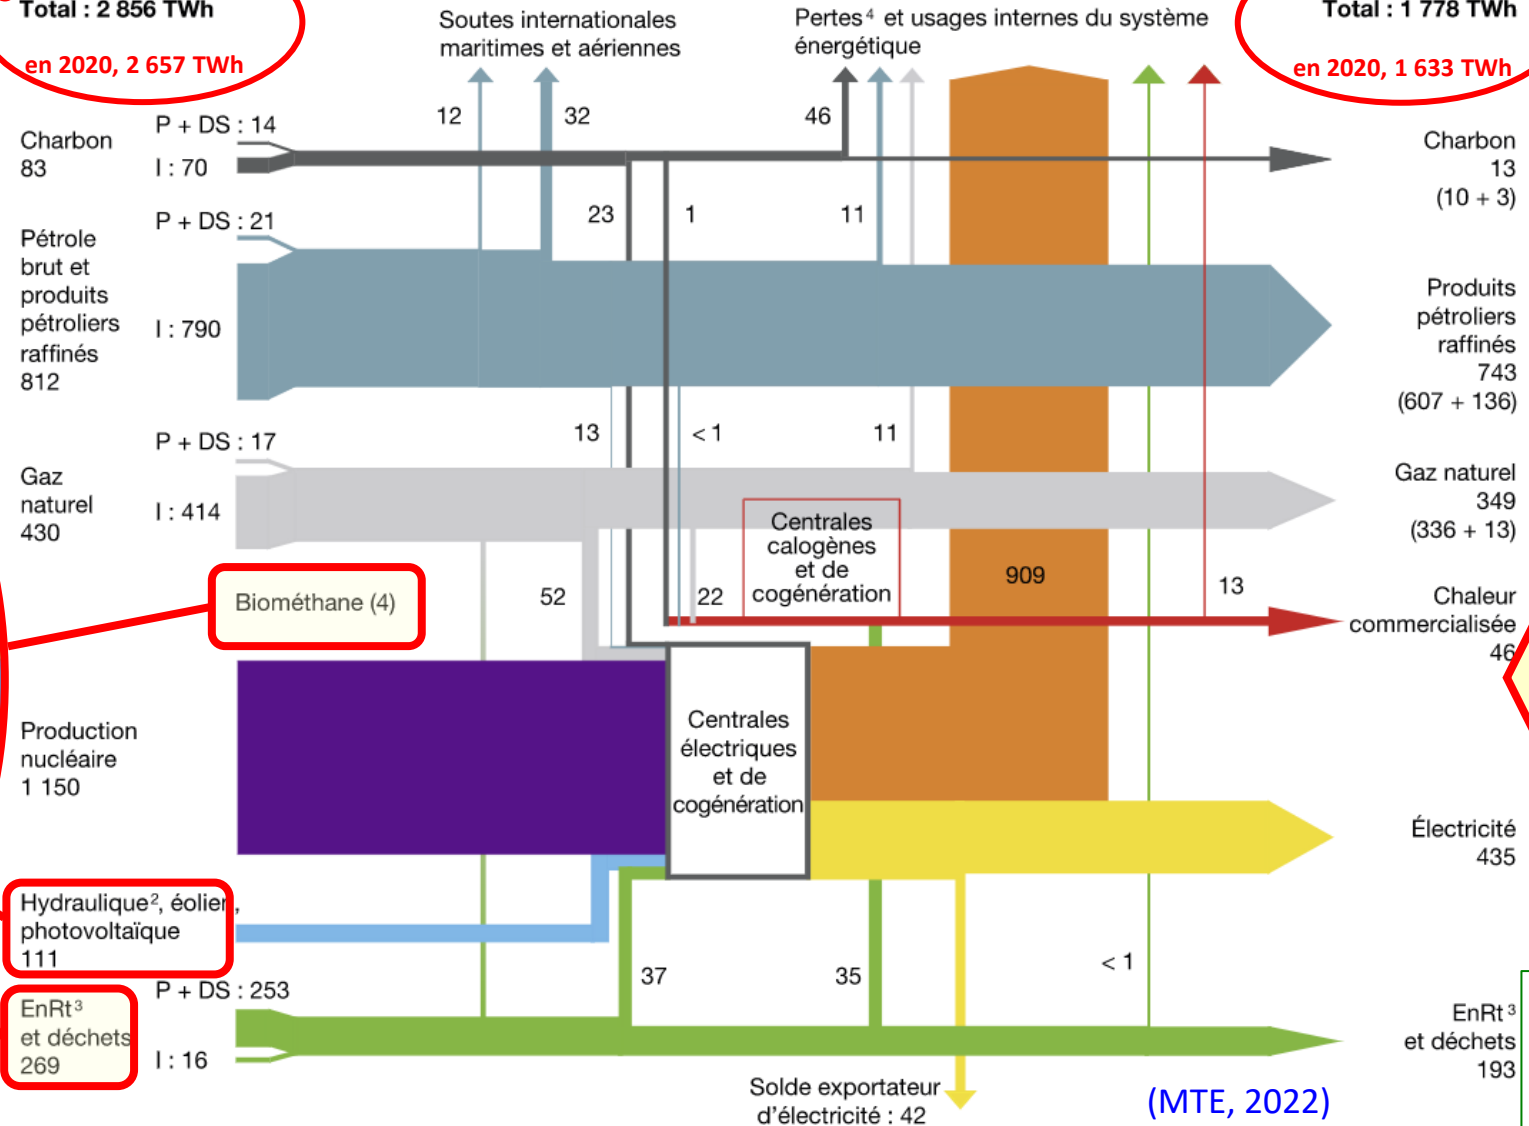 Total : 2 856 TWh
en 2020, 2 657 TWh
Soutes internationales
maritimes et aériennes
Pertes⁴ et usages internes du système
énergétique
Total : 1 778 TWh
en 2020, 1 633 TWh
12
32
46
Charbon
83
P + DS : 14
I : 70
Charbon
13
(10 + 3)
23
1
11
Pétrole
brut et
produits
pétroliers
raffinés
812
P + DS : 21
I : 790
Produits
pétroliers
raffinés
743
(607 + 136)
13
< 1
11
Gaz
naturel
430
P + DS : 17
I : 414
Gaz naturel
349
(336 + 13)
Centrales
calogènes
et de
cogénération
Biométhane (4)
52
22
909
13
Chaleur
commercialisée
46
Production
nucléaire
1 150
Centrales
électriques
et de
cogénération
Électricité
435
Hydraulique², éolien,
photovoltaïque
111
37
35
< 1
EnRt³
et déchets
269
P + DS : 253
I : 16
EnRt³
et déchets
193
Solde exportateur
d'électricité : 42
(MTE, 2022)